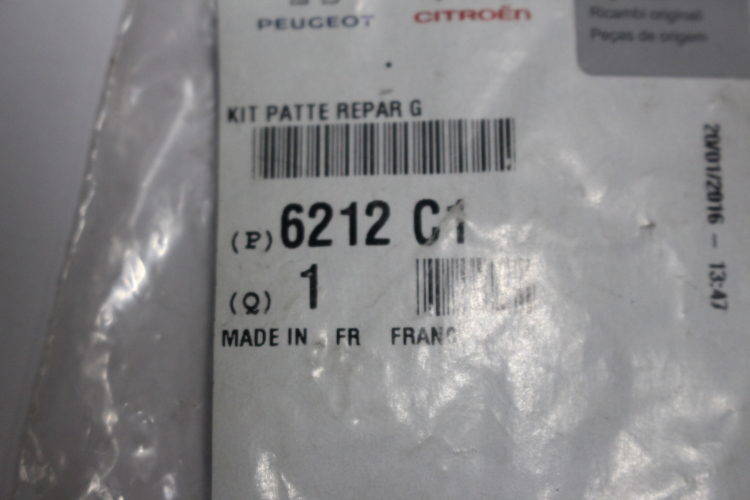 PEUGEOT CITROËN
Ricambi originali
Peças de origem
KIT PATTE REPAR G
(P) 6212 C1
(Q) 1
MADE IN FR FRANC
20/01/2016 - 13:47